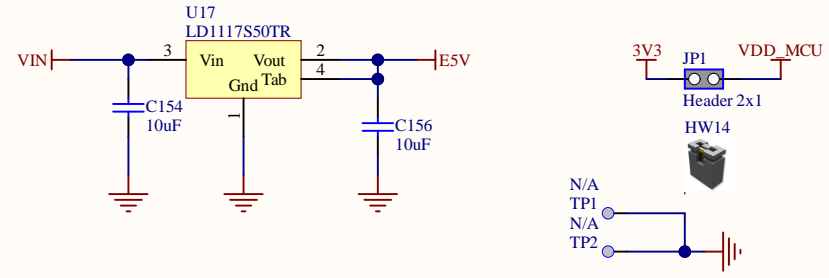 U17
LD1117S50TR
VIN
3
Vin
Vout
2
E5V
4
Tab
Gnd
1
C154
10uF
C156
10uF
3V3
JP1
VDD_MCU
Header 2x1
HW14
N/A
TP1
N/A
TP2